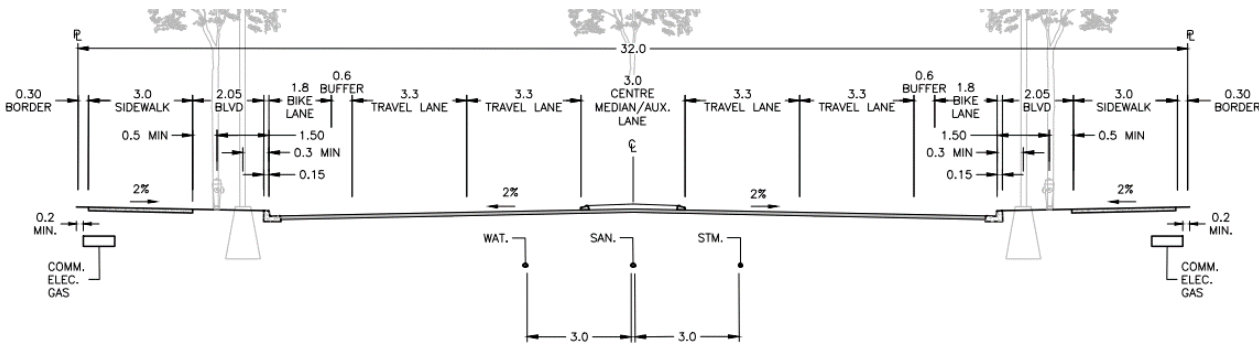 ℄
℄
32.0
0.30
BORDER
3.0
SIDEWALK
2.05
BLVD
1.8
BIKE
LANE
0.6
BUFFER
3.3
TRAVEL LANE
3.3
TRAVEL LANE
3.0
CENTRE
MEDIAN/AUX.
LANE
3.3
TRAVEL LANE
3.3
TRAVEL LANE
0.6
BUFFER
1.8
BIKE
LANE
2.05
BLVD
3.0
SIDEWALK
0.30
BORDER
0.5 MIN
1.50
0.3 MIN
0.15
℄
1.50
0.3 MIN
0.15
0.5 MIN
2%
2%
2%
2%
0.2
MIN.
0.2
MIN.
WAT.
SAN.
STM.
COMM.
ELEC.
GAS
COMM.
ELEC.
GAS
3.0
3.0